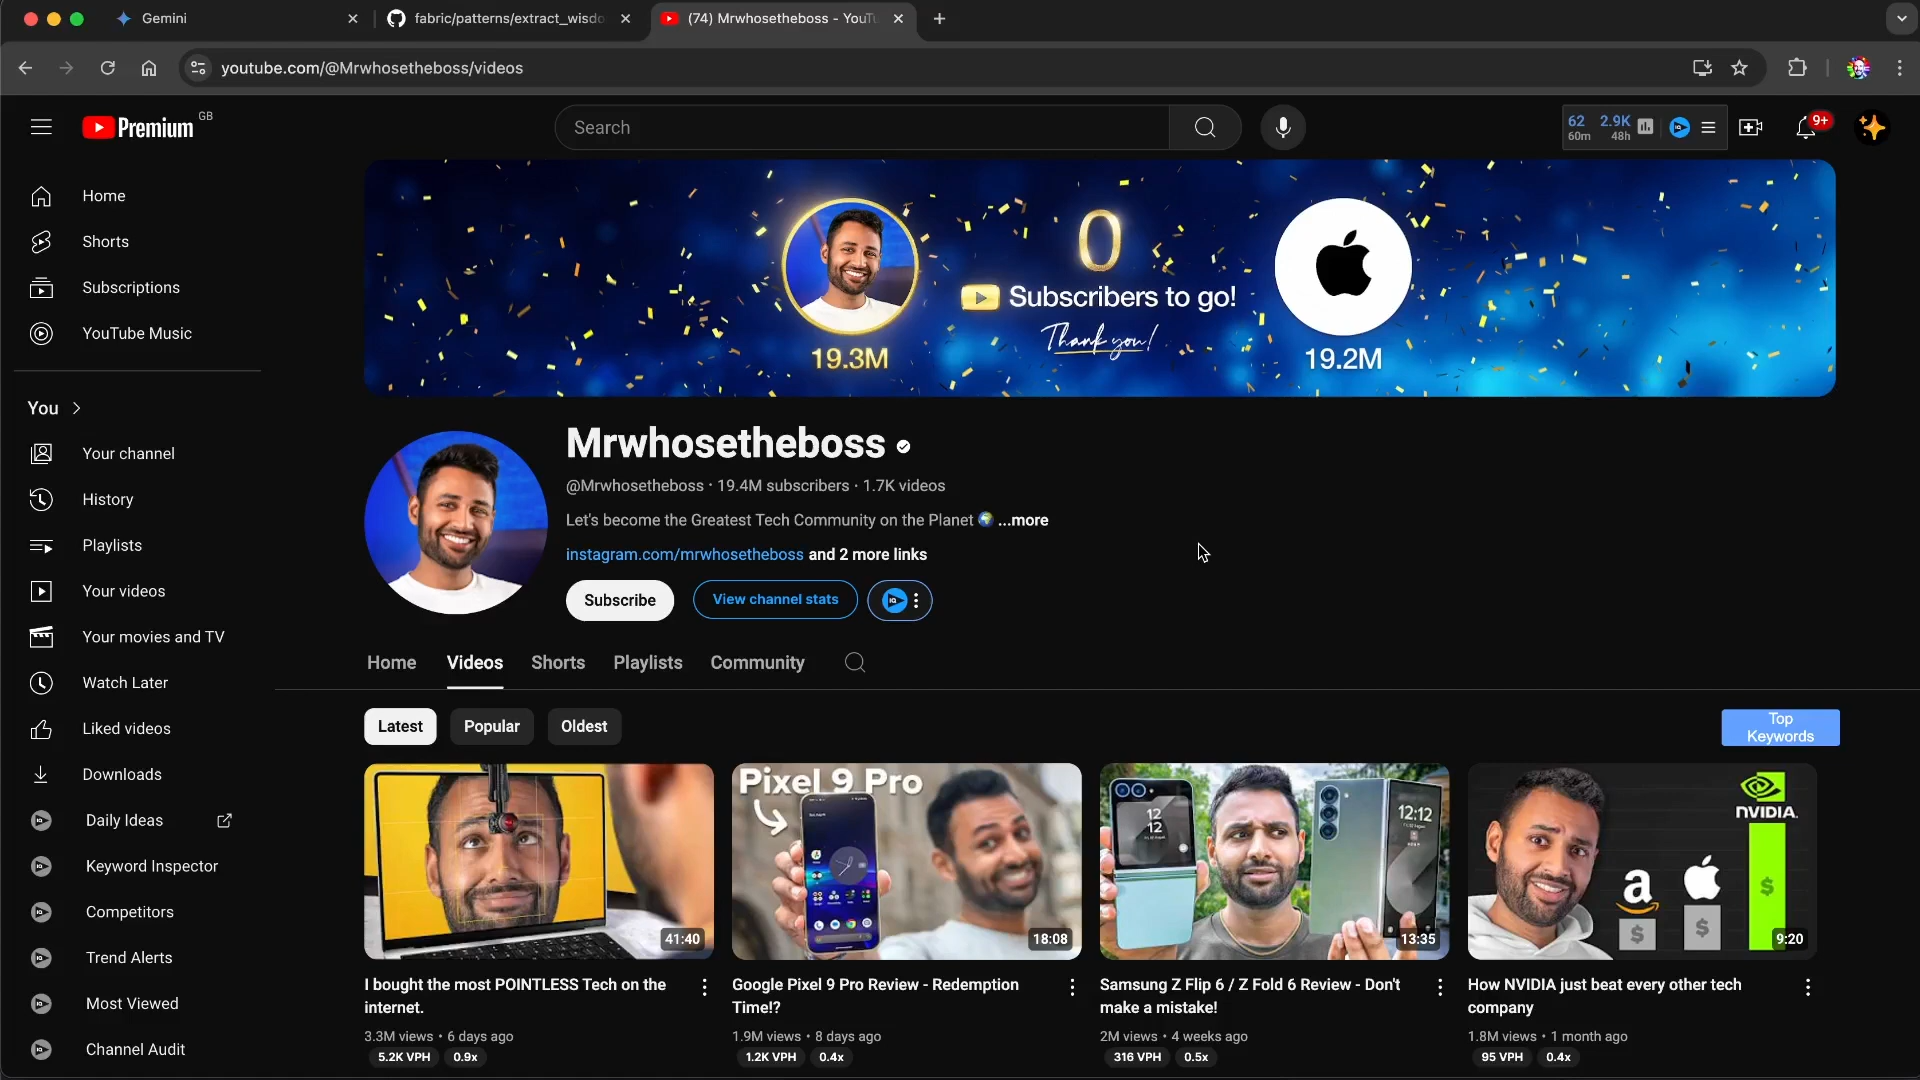 Gemini
fabric/patterns/extract_wisdo
(74) Mrwhosetheboss - YouTu
youtube.com/@Mrwhosetheboss/videos
Premium GB
Search
62 2.9K
60m 48h
9+
Home
Shorts
Subscriptions
YouTube Music
You
Your channel
History
Playlists
Your videos
Your movies and TV
Watch Later
Liked videos
Downloads
Daily Ideas
Keyword Inspector
Competitors
Trend Alerts
Most Viewed
Channel Audit
0
Subscribers to go!
Thank you!
19.3M
19.2M
Mrwhosetheboss
@Mrwhosetheboss · 19.4M subscribers · 1.7K videos
Let's become the Greatest Tech Community on the Planet 🌍 ...more
instagram.com/mrwhosetheboss and 2 more links
Subscribe
View channel stats
Home Videos Shorts Playlists Community
Latest Popular Oldest
Top
Keywords
41:40
I bought the most POINTLESS Tech on the
internet.
3.3M views · 6 days ago
5.2K VPH 0.9x
Pixel 9 Pro
18:08
Google Pixel 9 Pro Review - Redemption
Time!?
1.9M views · 8 days ago
1.2K VPH 0.4x
12
12
12:12
13:35
Samsung Z Flip 6 / Z Fold 6 Review - Don't
make a mistake!
2M views · 4 weeks ago
316 VPH 0.5x
NVIDIA.
a
$
$
$
9:20
How NVIDIA just beat every other tech
company
1.8M views · 1 month ago
95 VPH 0.4x